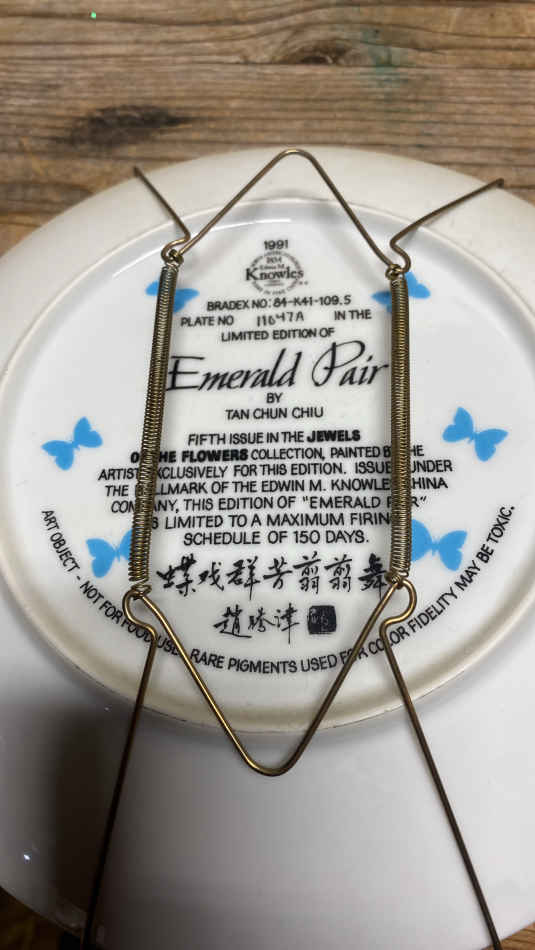 1991
Edwin M.
Knowles
BRADEX NO: 84-K41-109.5
PLATE NO 11647A IN THE
LIMITED EDITION OF
Emerald Pair
BY
TAN CHUN CHIU
FIFTH ISSUE IN THE JEWELS
OF THE FLOWERS COLLECTION, PAINTED BY THE
ARTIST EXCLUSIVELY FOR THIS EDITION. ISSUED UNDER
THE HALLMARK OF THE EDWIN M. KNOWLES CHINA
COMPANY, THIS EDITION OF "EMERALD PAIR"
IS LIMITED TO A MAXIMUM FIRING
SCHEDULE OF 150 DAYS.
蝶戏群芳翦翦舞
ART OBJECT - NOT FOR FOOD USE. RARE PIGMENTS USED FOR COLOR FIDELITY MAY BE TOXIC.